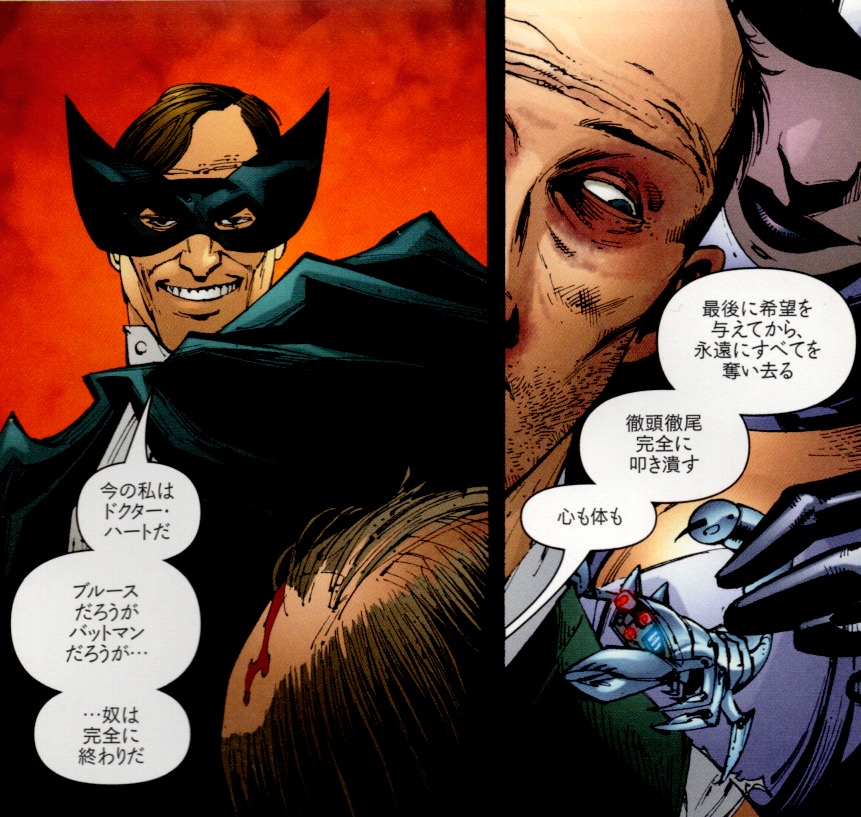 今の私は
ドクター・
ハートだ
ブルース
だろうが
バットマン
だろうが…
…奴は
完全に
終わりだ
最後に希望を
与えてから、
永遠にすべてを
奪い去る
徹頭徹尾
完全に
叩き潰す
心も体も